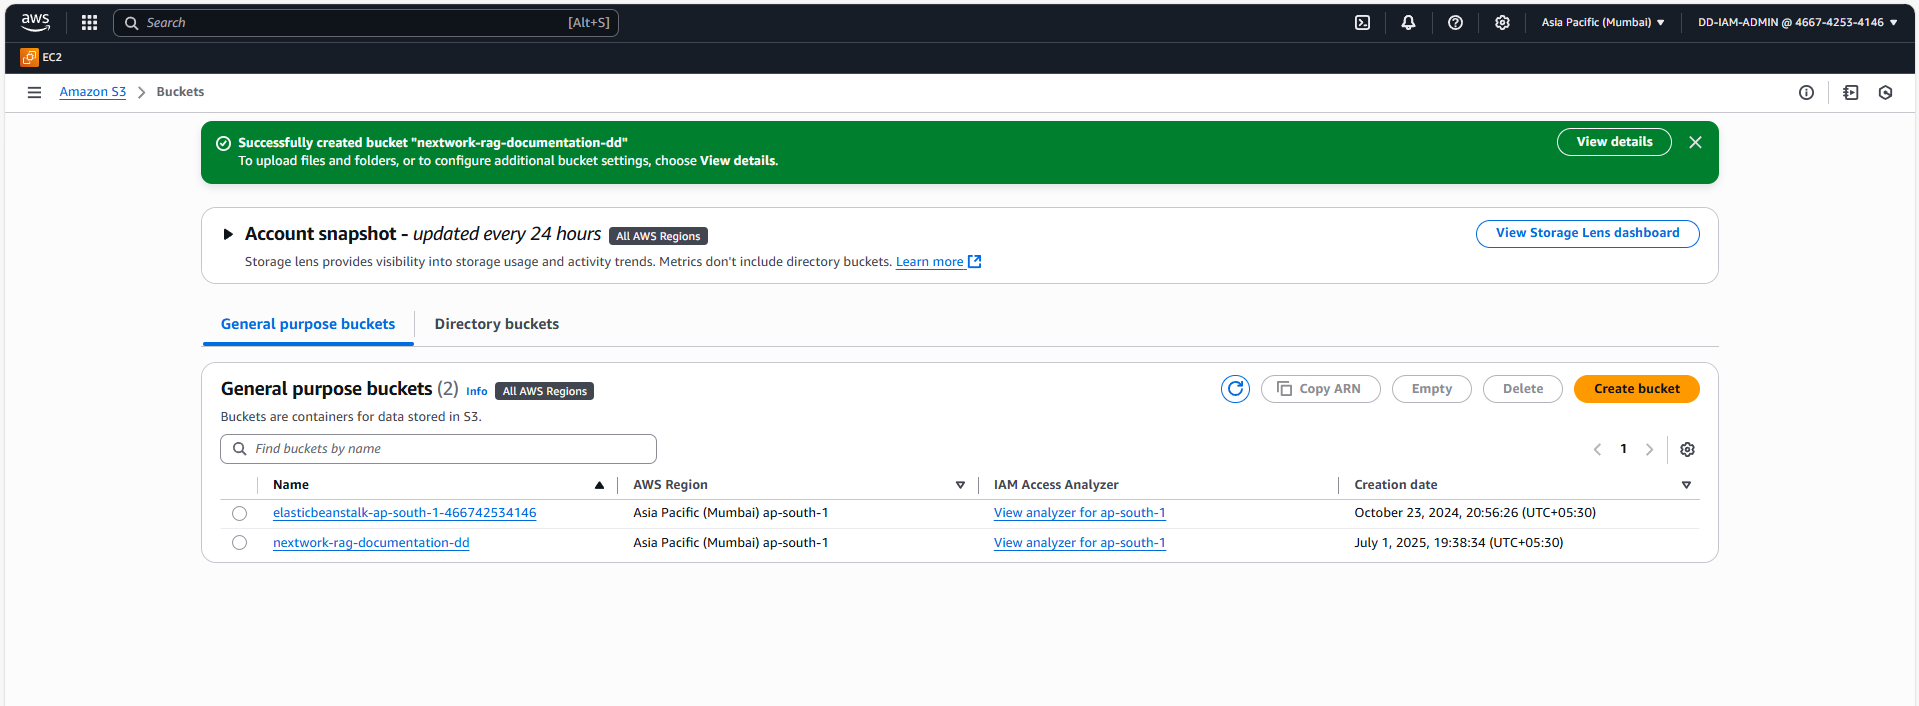 aws
Search [Alt+S]
Asia Pacific (Mumbai) DD-IAM-ADMIN @ 4667-4253-4146
EC2
Amazon S3 Buckets
Successfully created bucket "nextwork-rag-documentation-dd"
To upload files and folders, or to configure additional bucket settings, choose View details.
View details
Account snapshot - updated every 24 hours All AWS Regions
View Storage Lens dashboard
Storage lens provides visibility into storage usage and activity trends. Metrics don't include directory buckets. Learn more
General purpose buckets Directory buckets
General purpose buckets (2) Info All AWS Regions
Copy ARN Empty Delete Create bucket
Buckets are containers for data stored in S3.
Find buckets by name
1
Name AWS Region IAM Access Analyzer Creation date
elasticbeanstalk-ap-south-1-466742534146 Asia Pacific (Mumbai) ap-south-1 View analyzer for ap-south-1 October 23, 2024, 20:56:26 (UTC+05:30)
nextwork-rag-documentation-dd Asia Pacific (Mumbai) ap-south-1 View analyzer for ap-south-1 July 1, 2025, 19:38:34 (UTC+05:30)